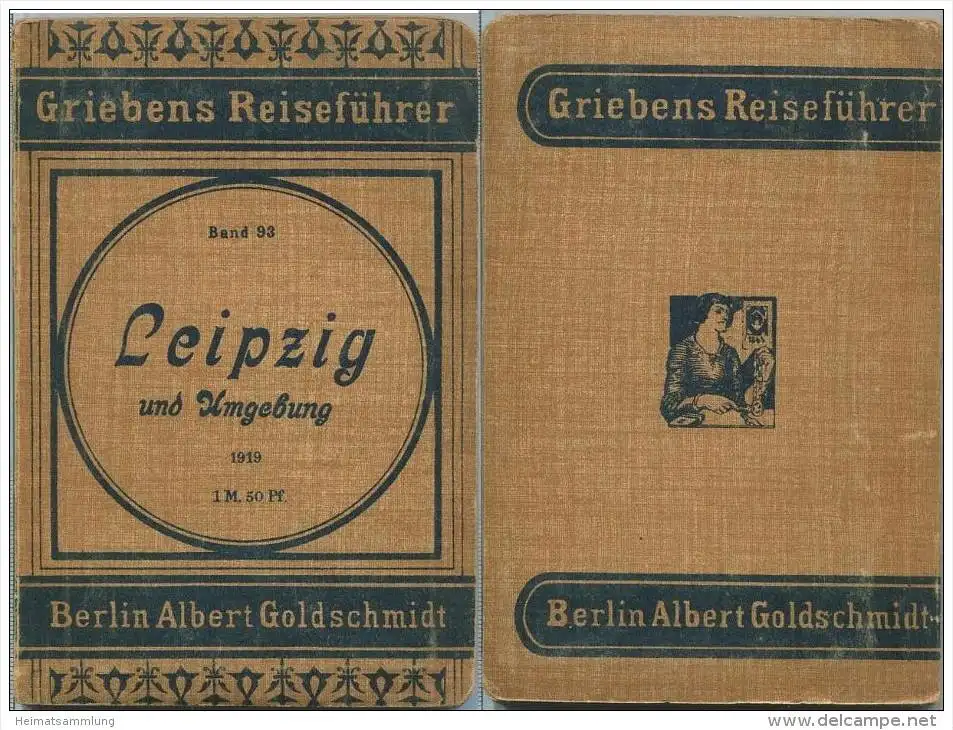 Griebens Reiseführer
Band 93
Leipzig
und Umgebung
1919
1 M. 50 Pf.
Berlin Albert Goldschmidt
Griebens Reiseführer
Berlin Albert Goldschmidt
Heimatsammlung
delcampe.net